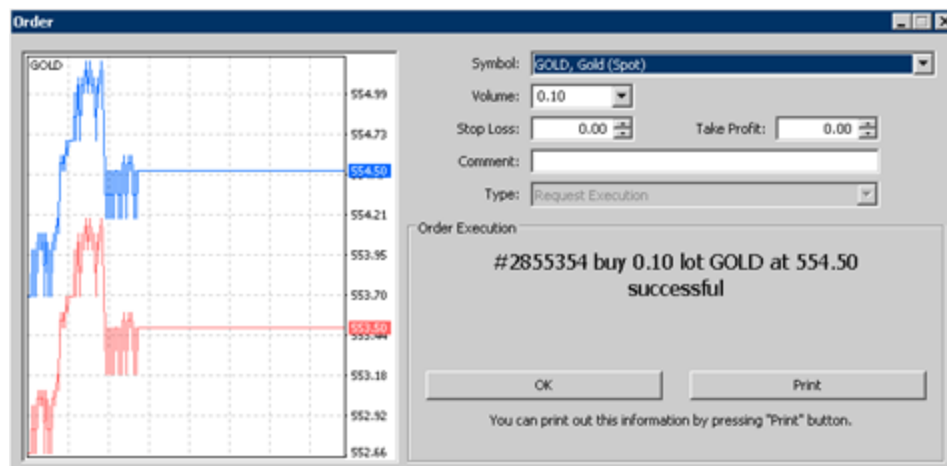 Order
GOLD
554.99
554.73
554.50
554.21
553.95
553.70
553.50
553.44
553.18
552.92
552.66
Symbol: GOLD, Gold (Spot)
Volume: 0.10
Stop Loss: 0.00 Take Profit: 0.00
Comment:
Type: Request Execution
Order Execution
#2855354 buy 0.10 lot GOLD at 554.50
successful
OK Print
You can print out this information by pressing "Print" button.